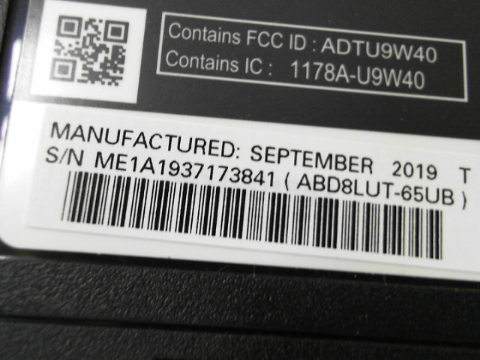 Contains FCC ID : ADTU9W40
Contains IC : 1178A-U9W40
MANUFACTURED: SEPTEMBER 2019 T
S/N ME1A1937173841 ( ABD8LUT-65UB )